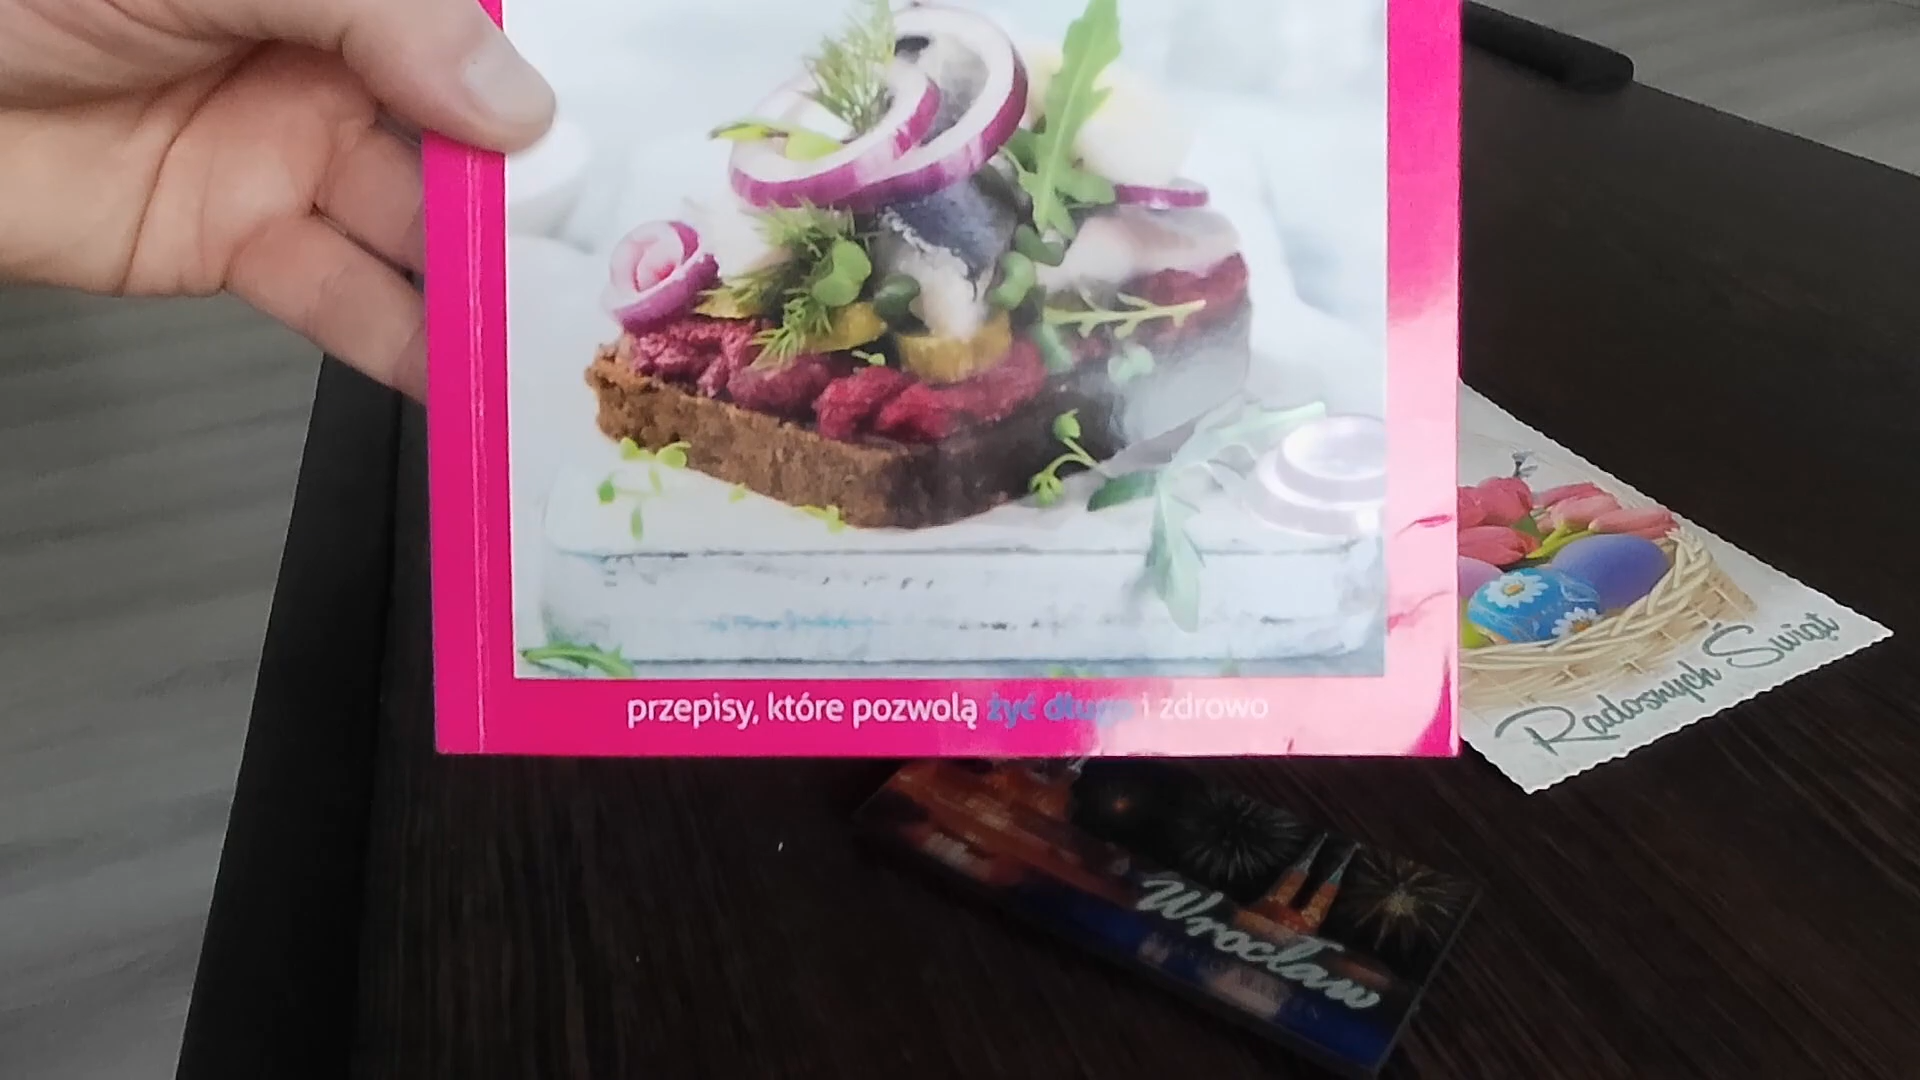 przepisy, które pozwolą żyć długo i zdrowo
Radosnych Świąt
Wrocław